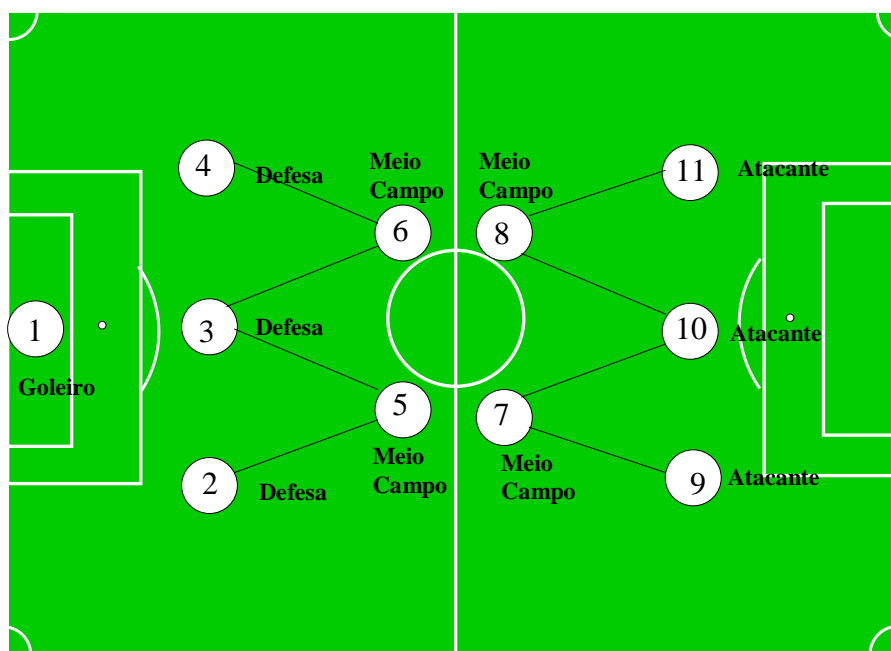 4
Defesa
Meio
Campo
6
Meio
Campo
8
11
Atacante
1
Goleiro
3
Defesa
10
Atacante
5
Meio
Campo
7
Meio
Campo
2
Defesa
9
Atacante